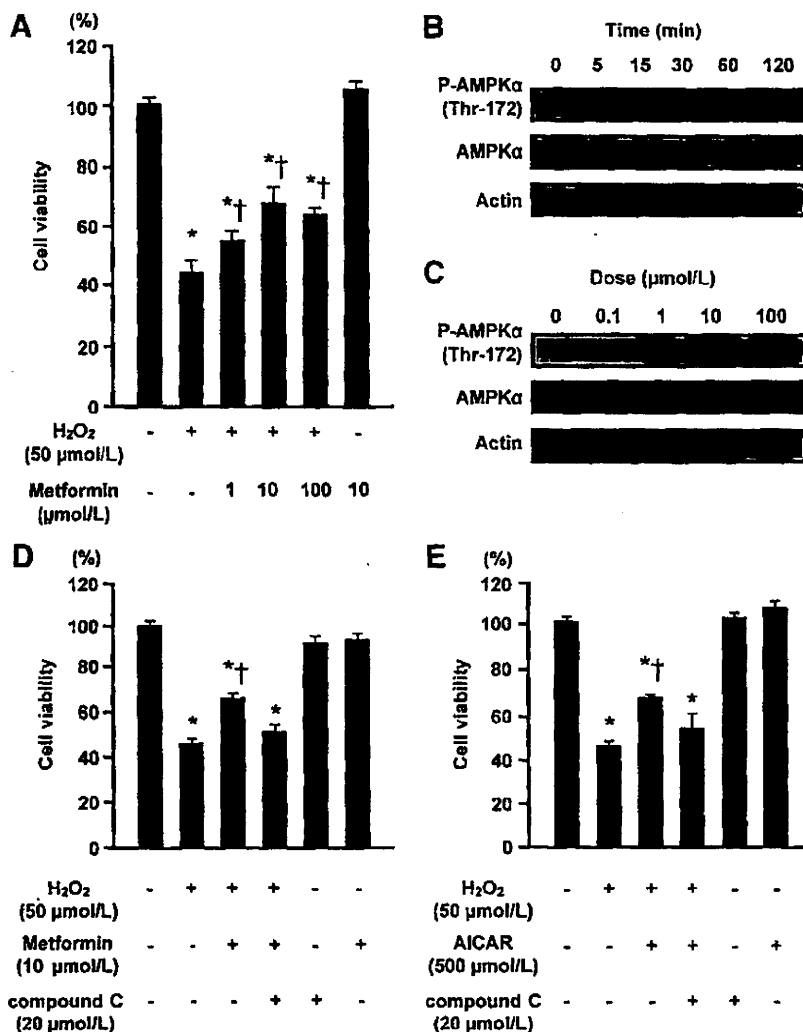 A
(%)
120
100
80
60
40
20
0
Cell viability
*
*†
*†
*†
H₂O₂
(50 µmol/L)
- + + + + -
Metformin
(µmol/L)
- - 1 10 100 10
B
Time (min)
0 5 15 30 60 120
P-AMPKα
(Thr-172)
AMPKα
Actin
C
Dose (µmol/L)
0 0.1 1 10 100
P-AMPKα
(Thr-172)
AMPKα
Actin
D
(%)
120
100
80
60
40
20
0
Cell viability
*
*†
*
H₂O₂
(50 µmol/L)
- + + + - -
Metformin
(10 µmol/L)
- - + + - +
compound C
(20 µmol/L)
- - - + + -
E
(%)
120
100
80
60
40
20
0
Cell viability
*
*†
*
H₂O₂
(50 µmol/L)
- + + + - -
AICAR
(500 µmol/L)
- - + + - +
compound C
(20 µmol/L)
- - - + + -